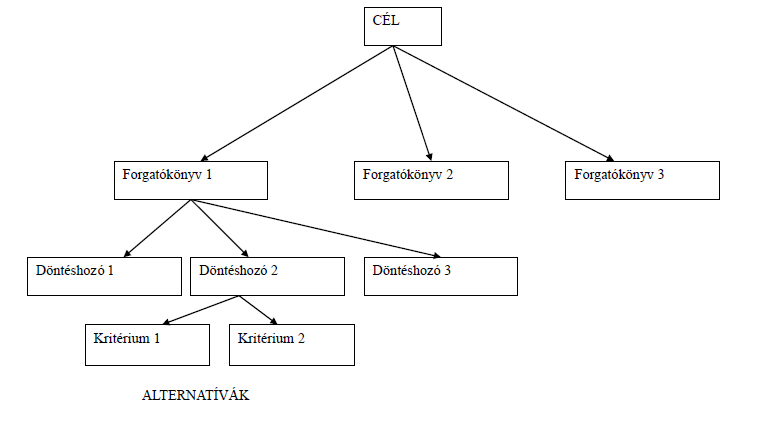 CÉL
Forgatókönyv 1
Forgatókönyv 2
Forgatókönyv 3
Döntéshozó 1
Döntéshozó 2
Döntéshozó 3
Kritérium 1
Kritérium 2
ALTERNATÍVÁK